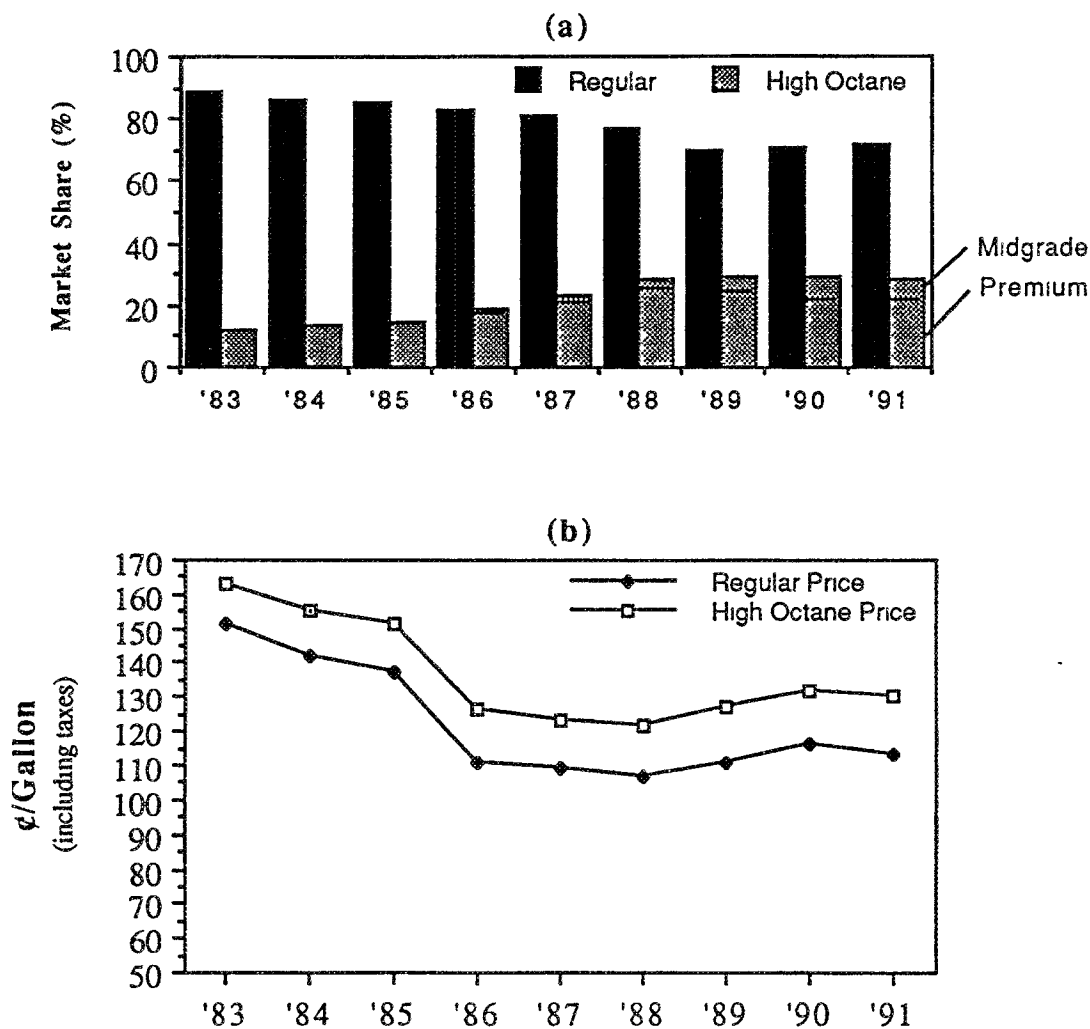 (a)
Market Share (%)
100
80
60
40
20
0
Regular
High Octane
Midgrade
Premium
'83 '84 '85 '86 '87 '88 '89 '90 '91
(b)
¢/Gallon
(including taxes)
170
160
150
140
130
120
110
100
90
80
70
60
50
Regular Price
High Octane Price
'83 '84 '85 '86 '87 '88 '89 '90 '91